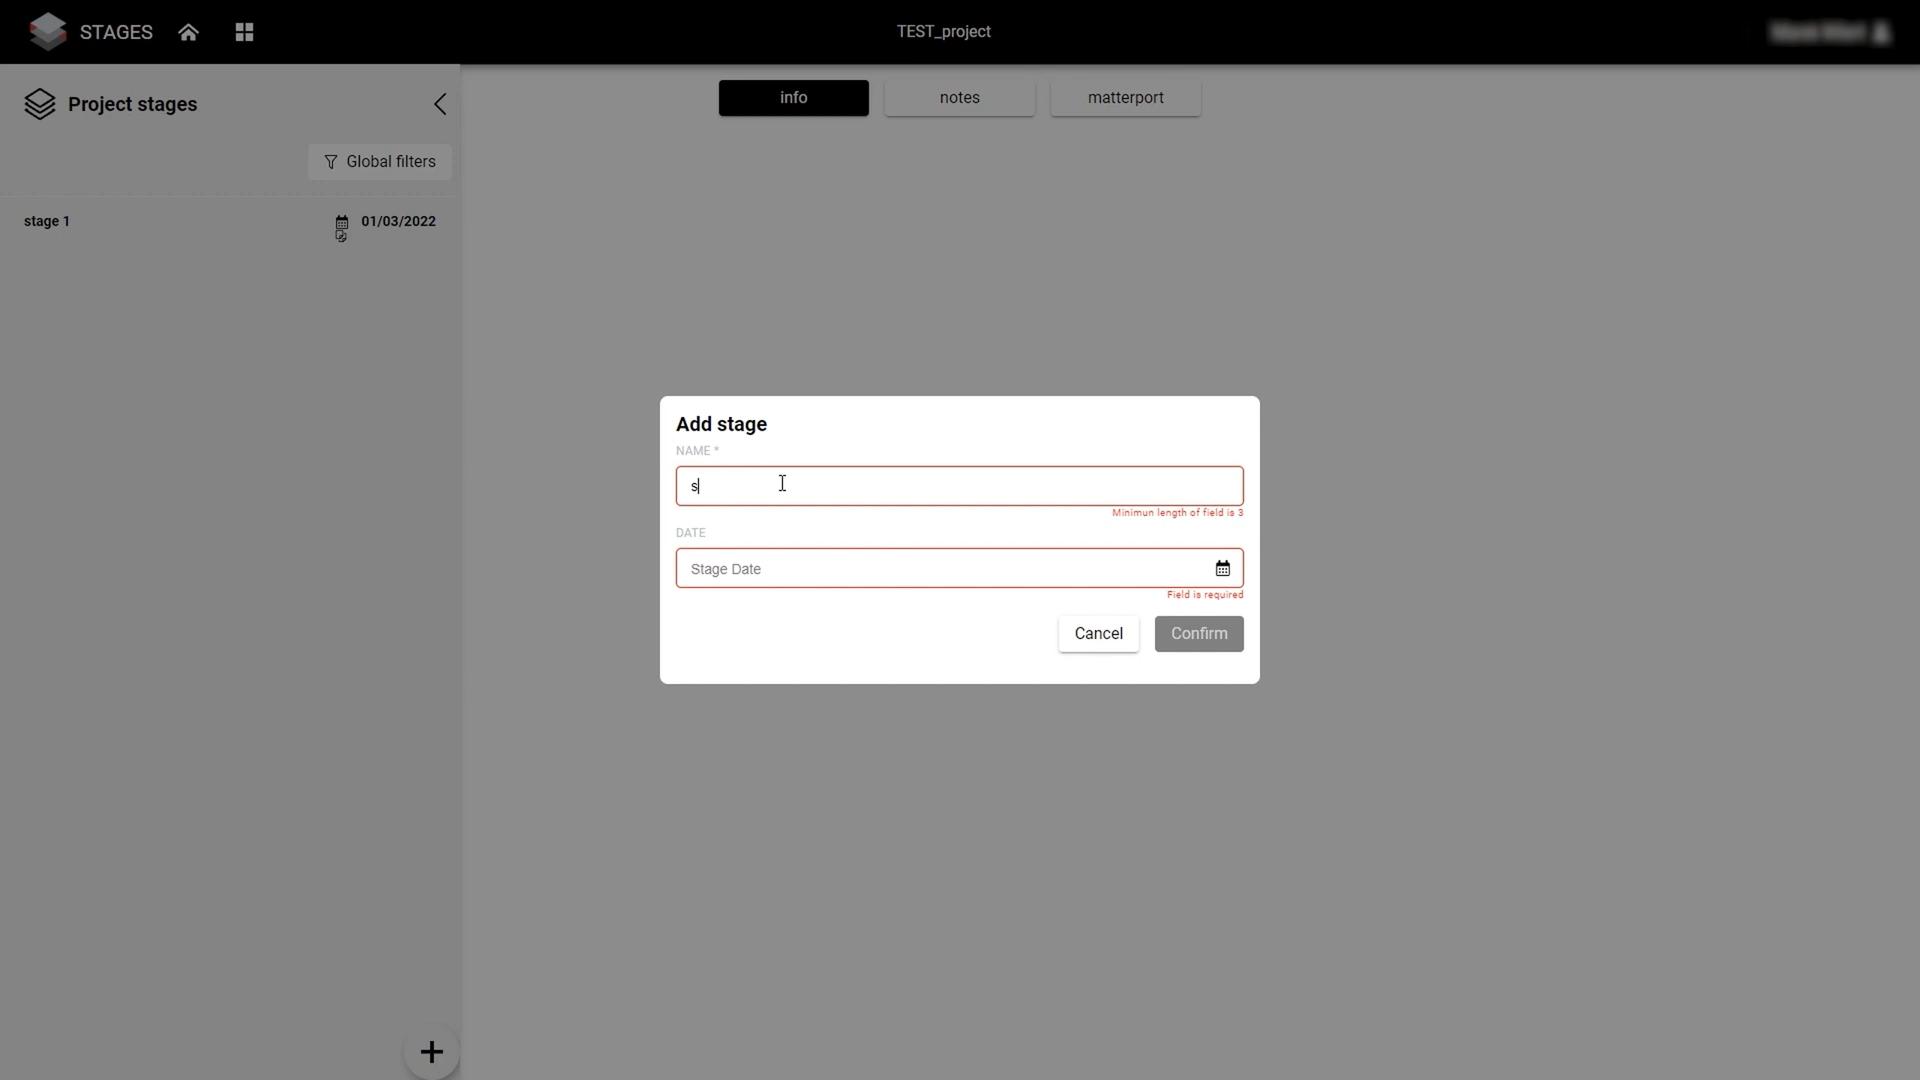 STAGES
TEST_project
Project stages
info
notes
matterport
Global filters
stage 1
01/03/2022
Add stage
NAME *
s
Minimun length of field is 3
DATE
Stage Date
Field is required
Cancel
Confirm